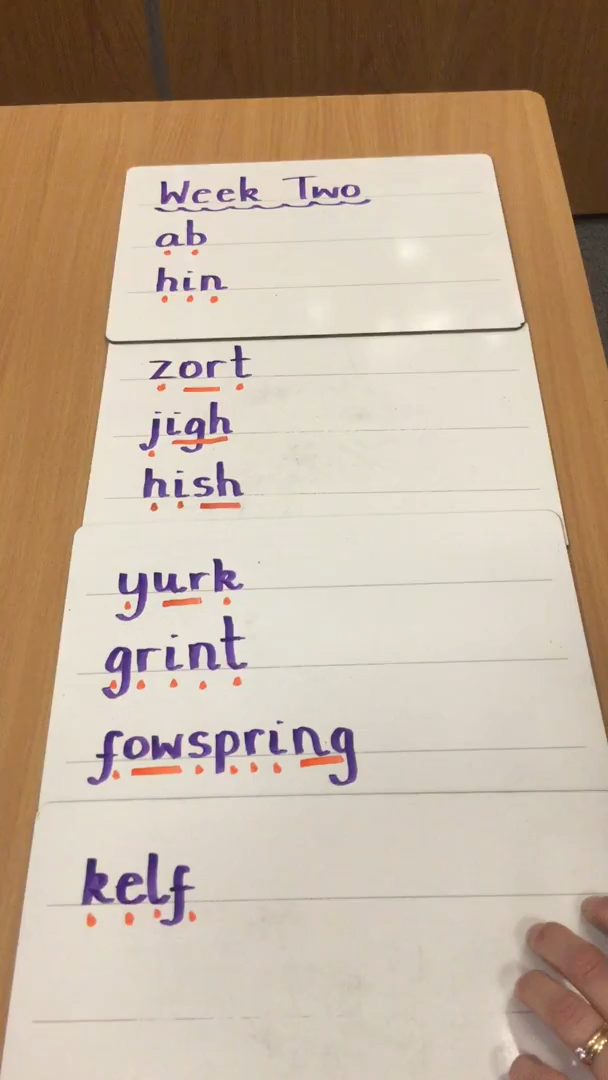 Week Two
ab
hin
zort
jigh
hish
yurk
grint
fowspring
kelf